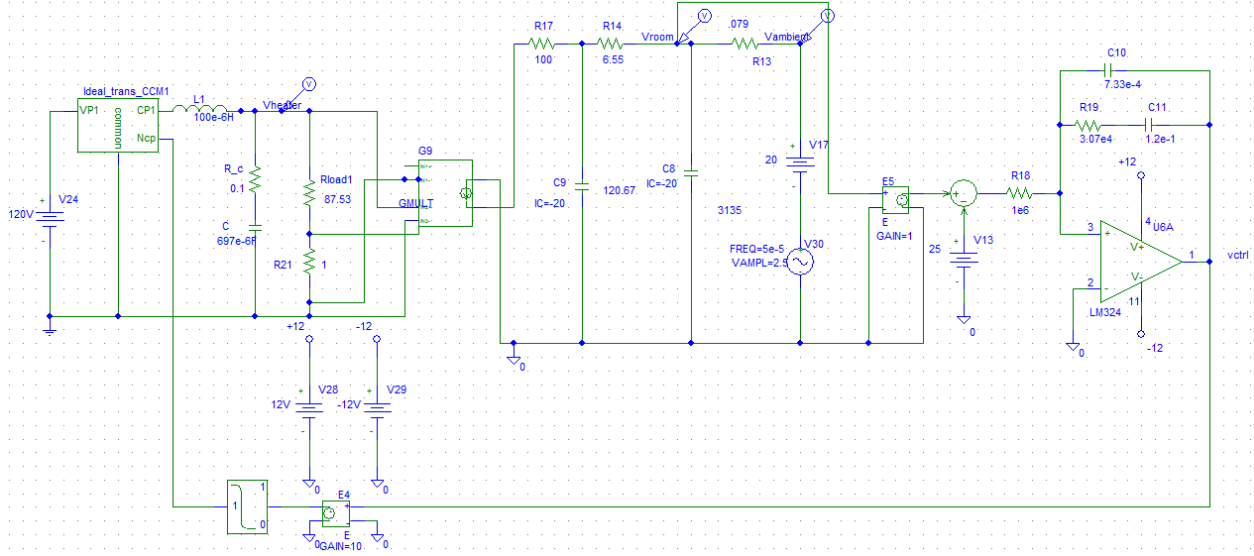 R17
100
R14
6.55
Vroom
V
.079
R13
Vambient
V
C10
7.33e-4
R19
3.07e4
C11
1.2e-1
Ideal_trans_CCM1
VP1
CP1
common
Ncp
L1
100e-6H
Vheater
V
V24
120V
+
-
R_c
0.1
C
697e-6F
Rload1
87.53
R21
1
G9
GMULT
C9
120.67
IC=-20
C8
IC=-20
3135
V17
+
20
-
V30
FREQ=5e-5
VAMPL=2.5
E5
+
-
E
GAIN=1
V13
+
25
-
0
R18
1e6
+12
4
U6A
3
+
V+
1
vctrl
2
-
V-
11
LM324
-12
0
0
+12
-12
V28
+
12V
-
V29
+
-12V
-
0
0
1
1
0
E4
+
-
E
GAIN=10
0
0